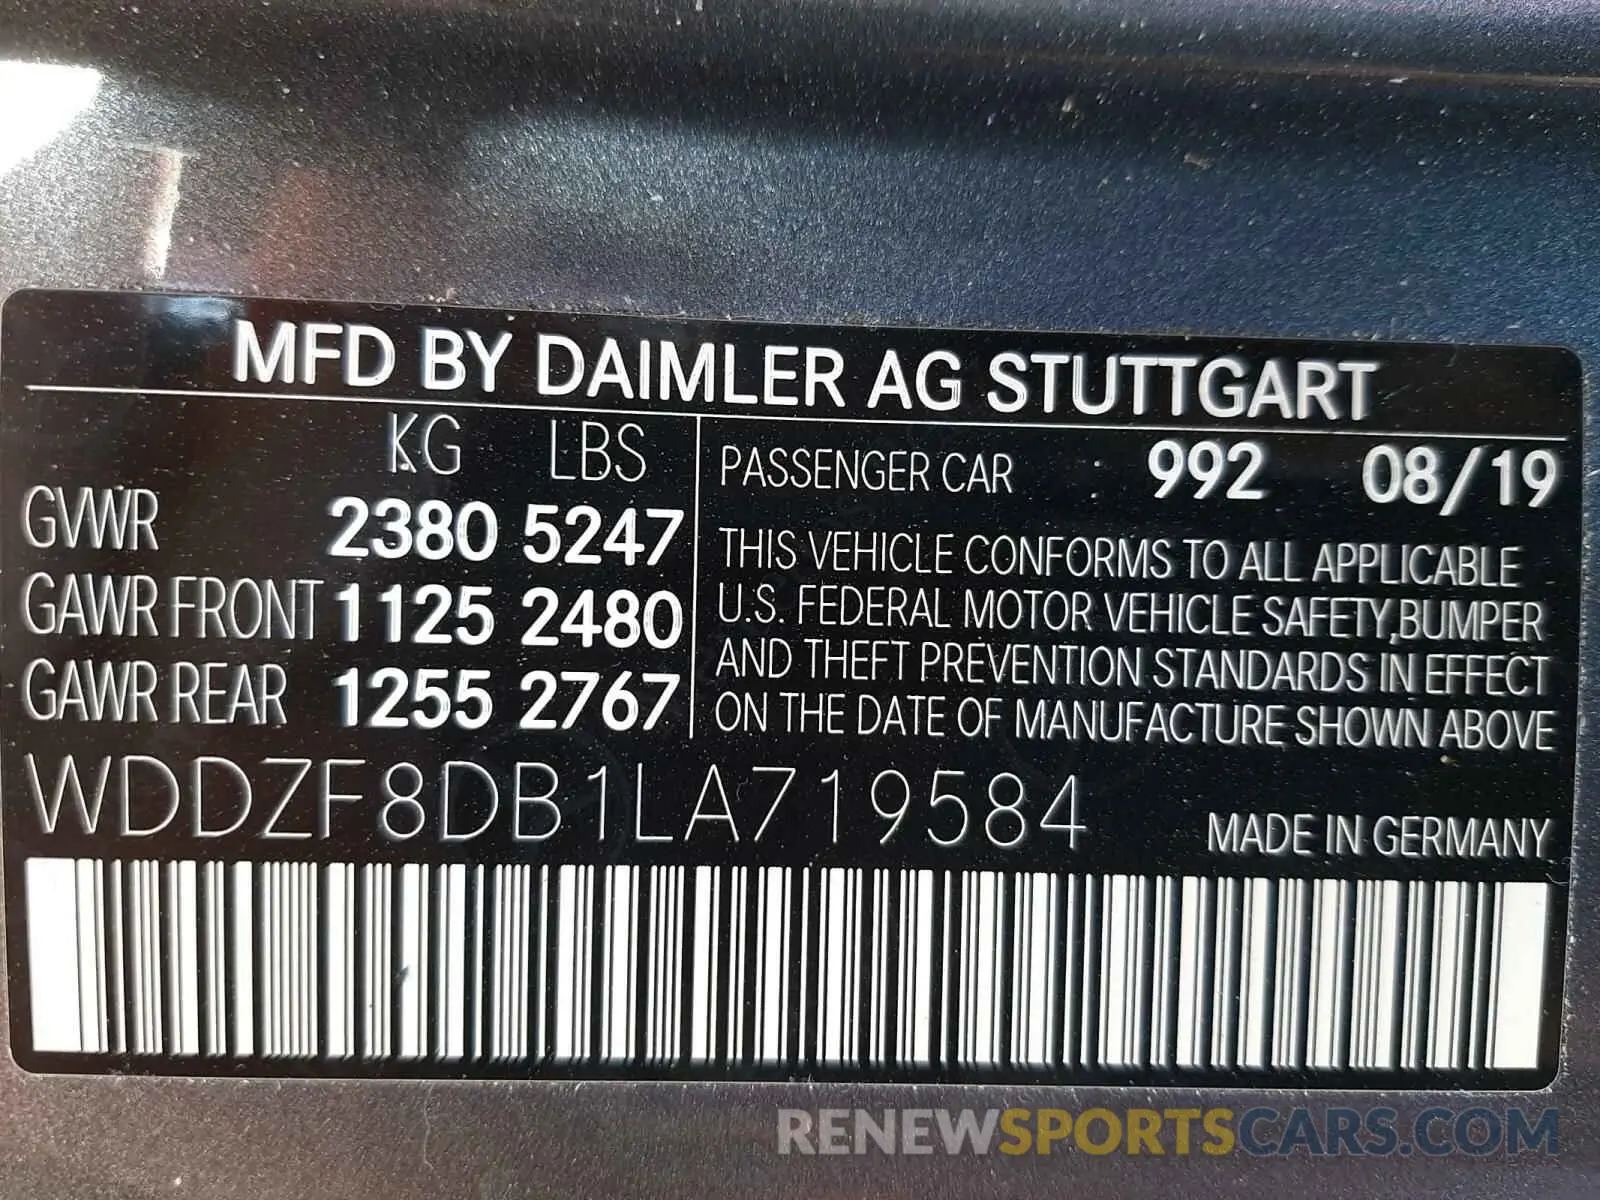 MFD BY DAIMLER AG STUTTGART
KG LBS
GVWR 2380 5247
GAWR FRONT 1125 2480
GAWR REAR 1255 2767
PASSENGER CAR 992 08/19
THIS VEHICLE CONFORMS TO ALL APPLICABLE
U.S. FEDERAL MOTOR VEHICLE SAFETY,BUMPER
AND THEFT PREVENTION STANDARDS IN EFFECT
ON THE DATE OF MANUFACTURE SHOWN ABOVE
WDDZF8DB1LA719584
MADE IN GERMANY
RENEWSPORTSCARS.COM